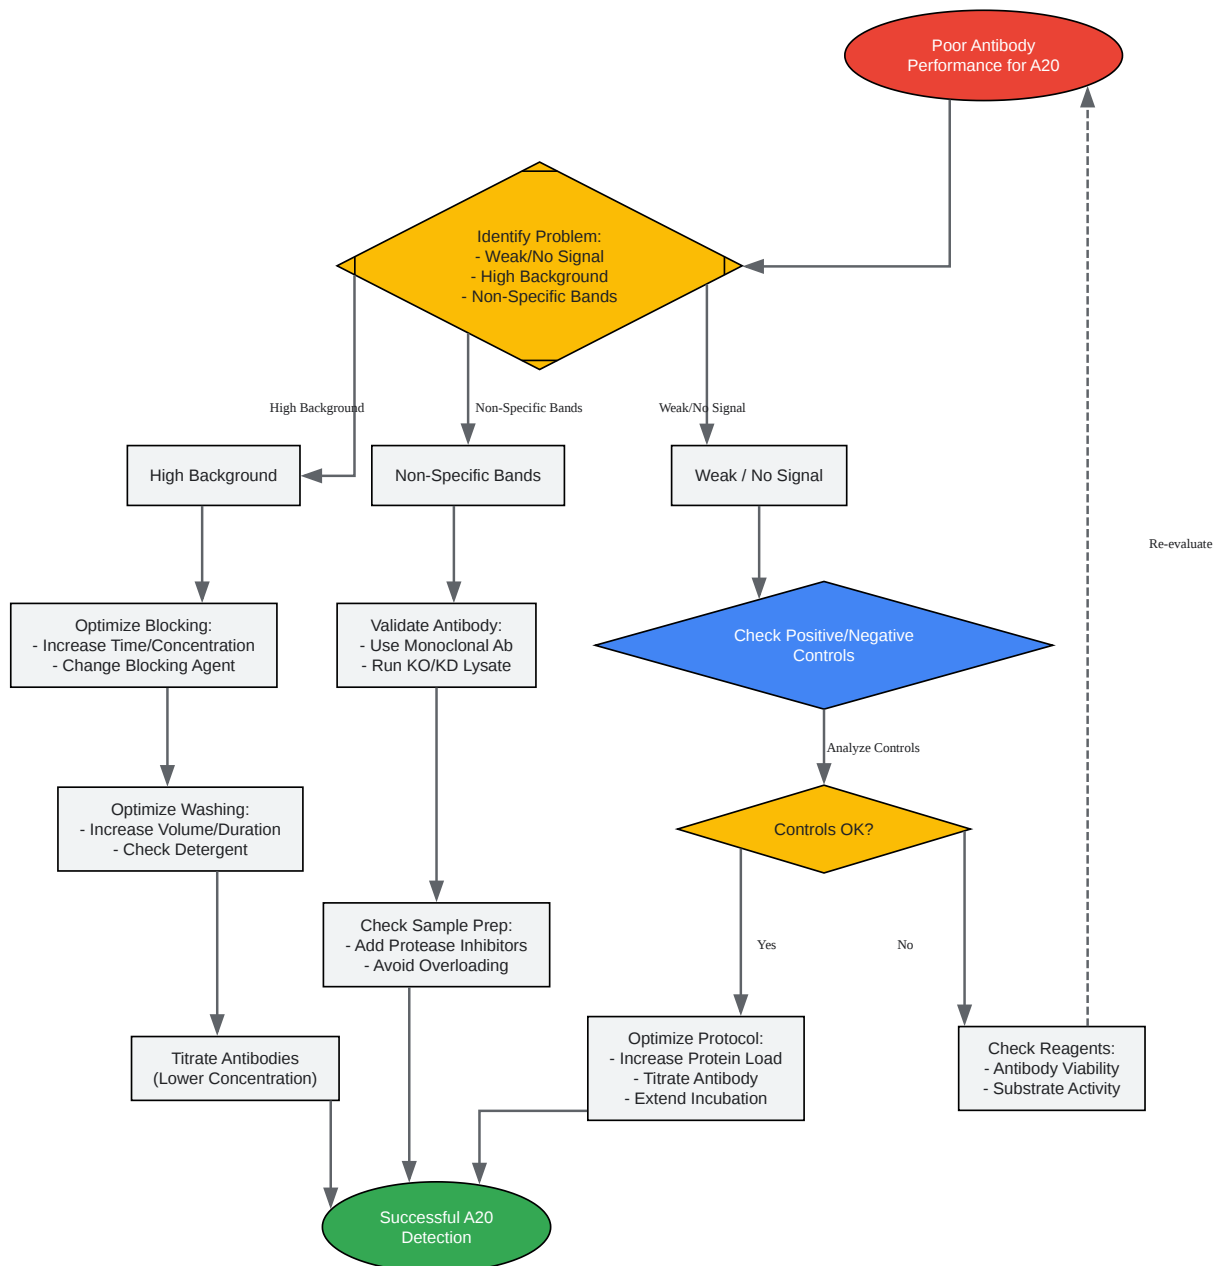 Poor Antibody
Performance for A20
Identify Problem:
- Weak/No Signal
- High Background
- Non-Specific Bands
High Background
Non-Specific Bands
Weak/No Signal
High Background
Non-Specific Bands
Weak / No Signal
Re-evaluate
Optimize Blocking:
- Increase Time/Concentration
- Change Blocking Agent
Validate Antibody:
- Use Monoclonal Ab
- Run KO/KD Lysate
Check Positive/Negative
Controls
Analyze Controls
Optimize Washing:
- Increase Volume/Duration
- Check Detergent
Controls OK?
Check Sample Prep:
- Add Protease Inhibitors
- Avoid Overloading
Yes
No
Titrate Antibodies
(Lower Concentration)
Optimize Protocol:
- Increase Protein Load
- Titrate Antibody
- Extend Incubation
Check Reagents:
- Antibody Viability
- Substrate Activity
Successful A20
Detection